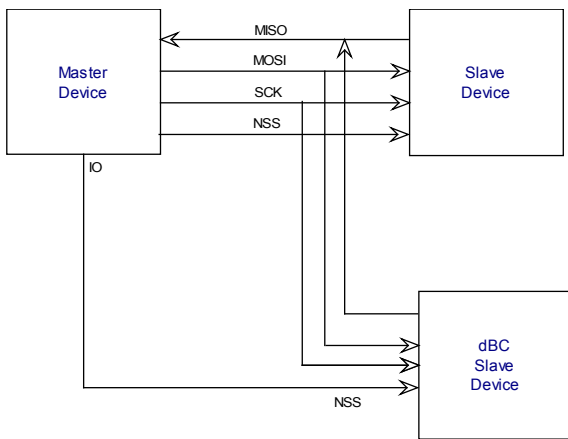 MISO
MOSI
SCK
NSS
Master
Device
Slave
Device
IO
dBC
Slave
Device
NSS